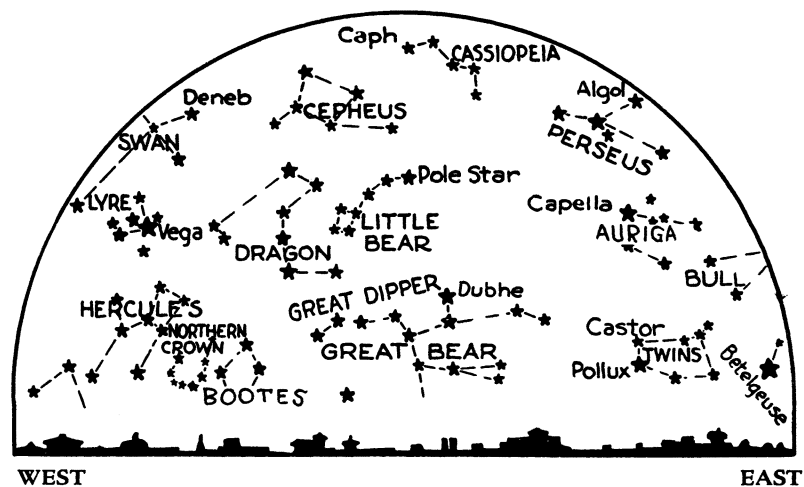 Caph
CASSIOPEIA
Algol
Deneb
CEPHEUS
SWAN
PERSEUS
Pole Star
LYRE
Capella
LITTLE
BEAR
Vega
AURIGA
DRAGON
BULL
GREAT DIPPER
Dubhe
HERCULES
NORTHERN
CROWN
Castor
GREAT BEAR
TWINS
Pollux
Betelgeuse
BOOTES
WEST
EAST